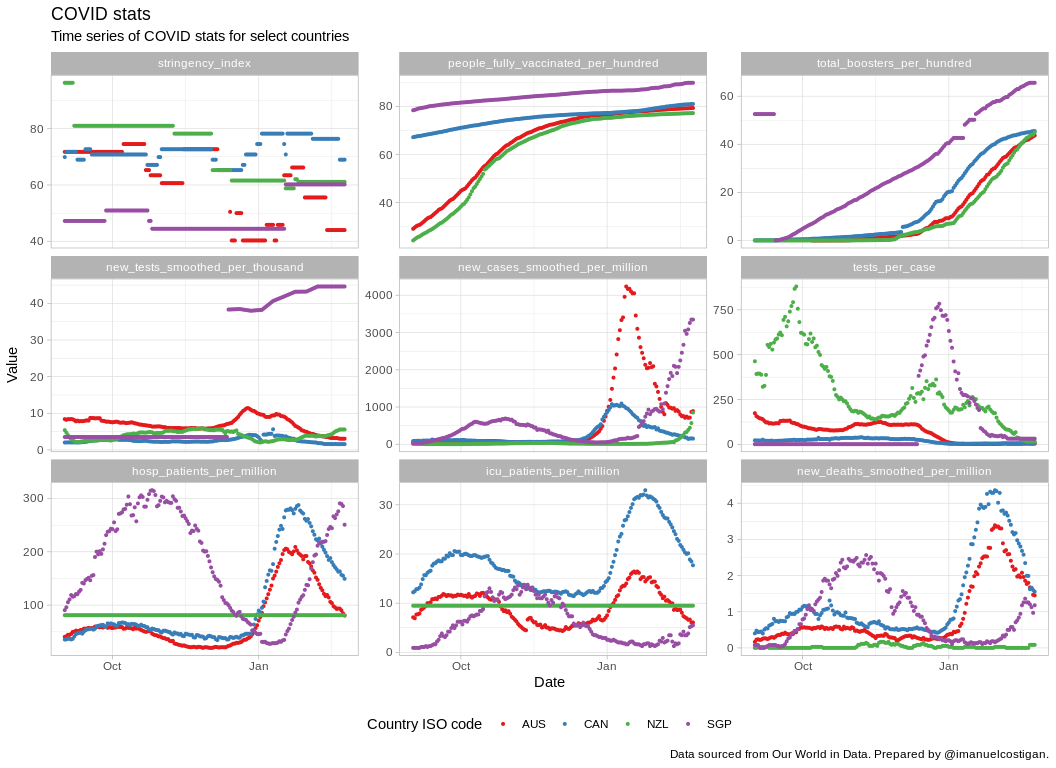 COVID stats
Time series of COVID stats for select countries
stringency_index
people_fully_vaccinated_per_hundred
total_boosters_per_hundred
80
60
40
80
60
40
60
40
20
0
new_tests_smoothed_per_thousand
new_cases_smoothed_per_million
tests_per_case
40
30
20
10
0
4000
3000
2000
1000
0
750
500
250
0
Value
hosp_patients_per_million
icu_patients_per_million
new_deaths_smoothed_per_million
300
200
100
30
20
10
0
4
3
2
1
0
Oct Jan Oct Jan Oct Jan
Date
Country ISO code AUS CAN NZL SGP
Data sourced from Our World in Data. Prepared by @imanuelcostigan.